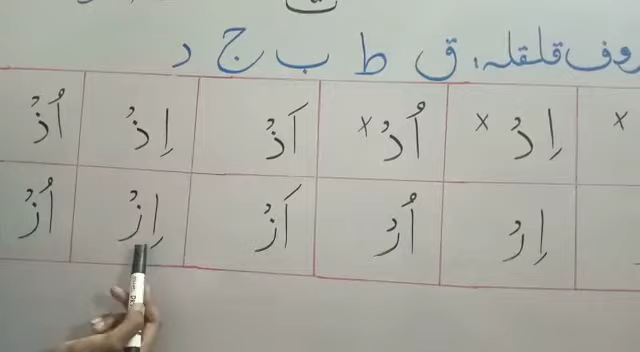 روف قلقلہ: ق ط ب ج د
× اِدْ × اُدْ × اَذْ اِذْ اُذْ
اِرْ اُرْ اَزْ اِزْ اُزْ